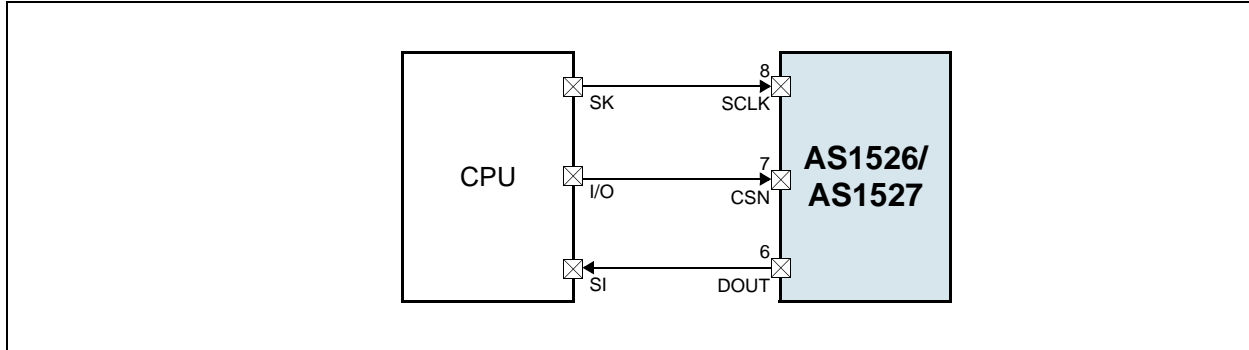 8
SK SCLK
CPU
AS1526/
AS1527
7
I/O CSN
6
SI DOUT